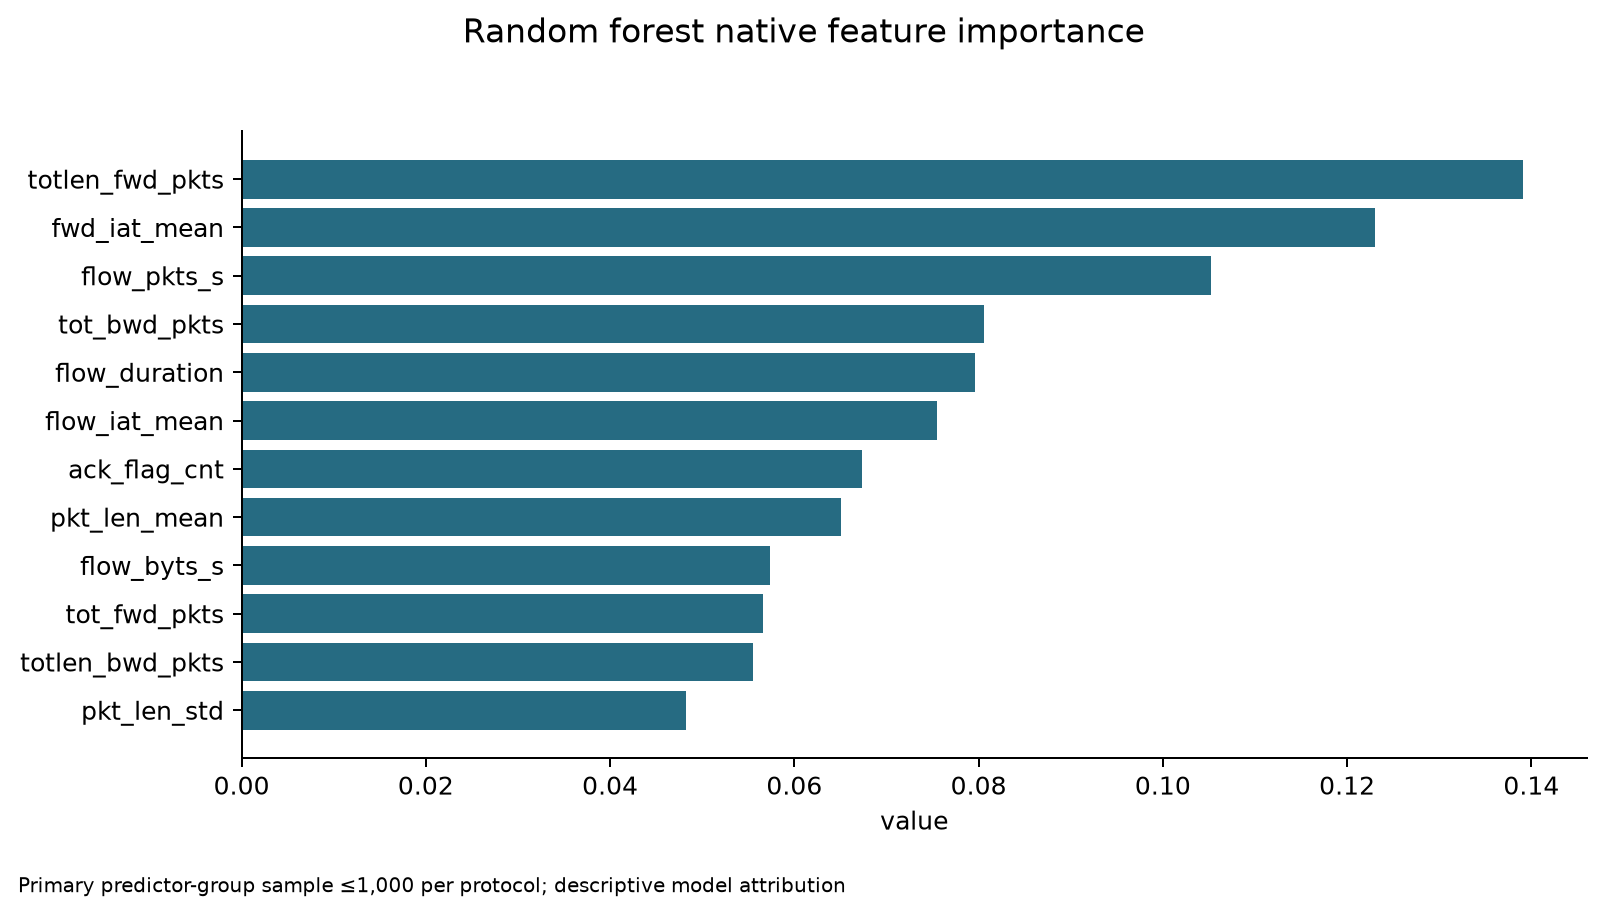 Random forest native feature importance
totlen_fwd_pkts
fwd_iat_mean
flow_pkts_s
tot_bwd_pkts
flow_duration
flow_iat_mean
ack_flag_cnt
pkt_len_mean
flow_byts_s
tot_fwd_pkts
totlen_bwd_pkts
pkt_len_std
0.00 0.02 0.04 0.06 0.08 0.10 0.12 0.14
value
Primary predictor-group sample ≤1,000 per protocol; descriptive model attribution